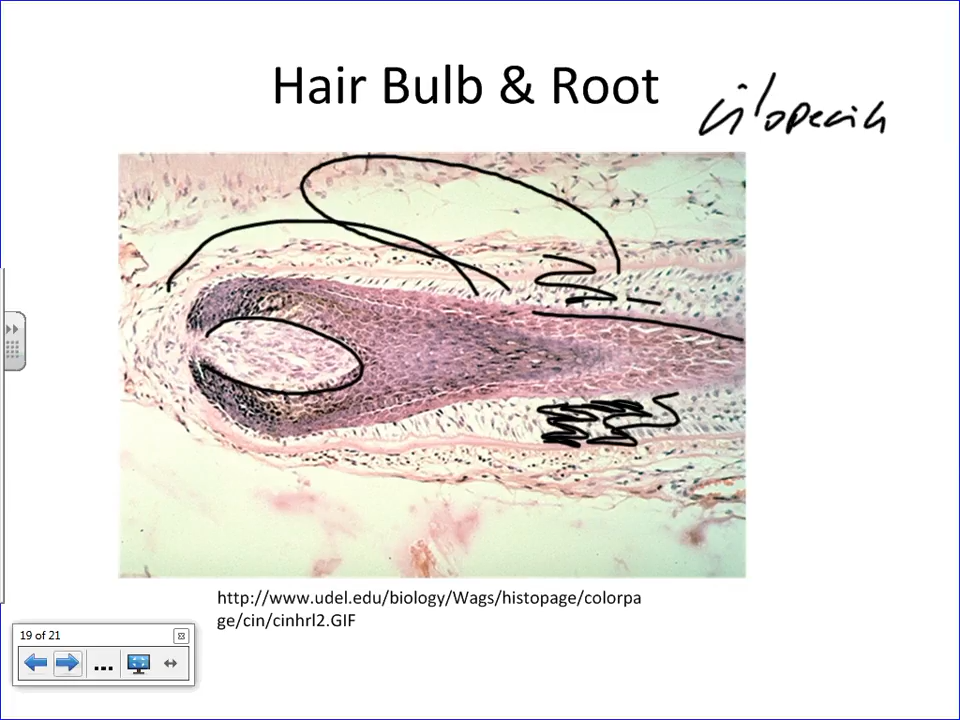 Hair Bulb & Root
http://www.udel.edu/biology/Wags/histopage/colorpa
ge/cin/cinhrl2.GIF
19 of 21